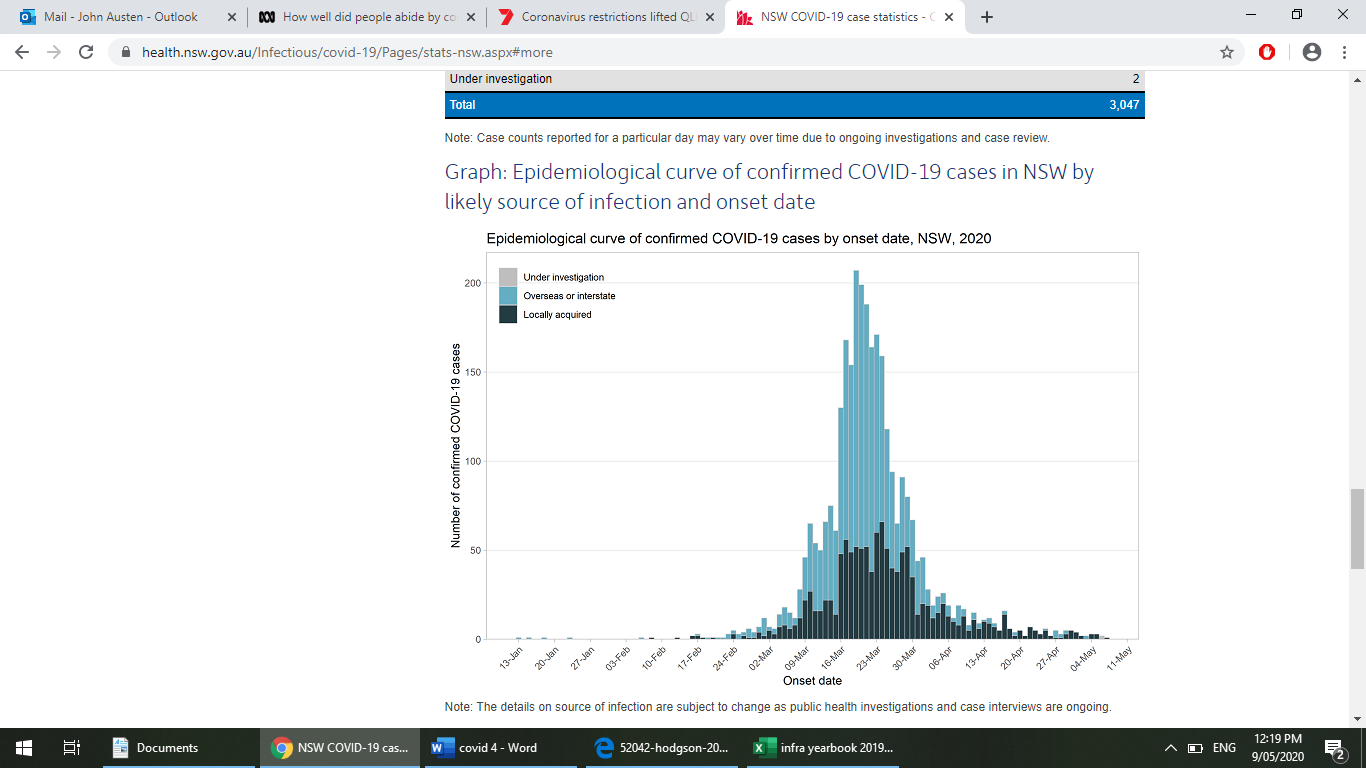 Mail - John Austen - Outlook
How well did people abide by co
Coronavirus restrictions lifted QL
NSW COVID-19 case statistics - C
health.nsw.gov.au/Infectious/covid-19/Pages/stats-nsw.aspx#more
Under investigation 2
Total 3,047
Note: Case counts reported for a particular day may vary over time due to ongoing investigations and case review.
Graph: Epidemiological curve of confirmed COVID-19 cases in NSW by
likely source of infection and onset date
Epidemiological curve of confirmed COVID-19 cases by onset date, NSW, 2020
Under investigation
Overseas or interstate
Locally acquired
Number of confirmed COVID-19 cases
200
150
100
50
0
13-Jan 20-Jan 27-Jan 03-Feb 10-Feb 17-Feb 24-Feb 02-Mar 09-Mar 16-Mar 23-Mar 30-Mar 06-Apr 13-Apr 20-Apr 27-Apr 04-May 11-May
Onset date
Note: The details on source of infection are subject to change as public health investigations and case interviews are ongoing.
Documents
NSW COVID-19 cas...
covid 4 - Word
52042-hodgson-20...
infra yearbook 2019...
ENG
12:19 PM
9/05/2020
2